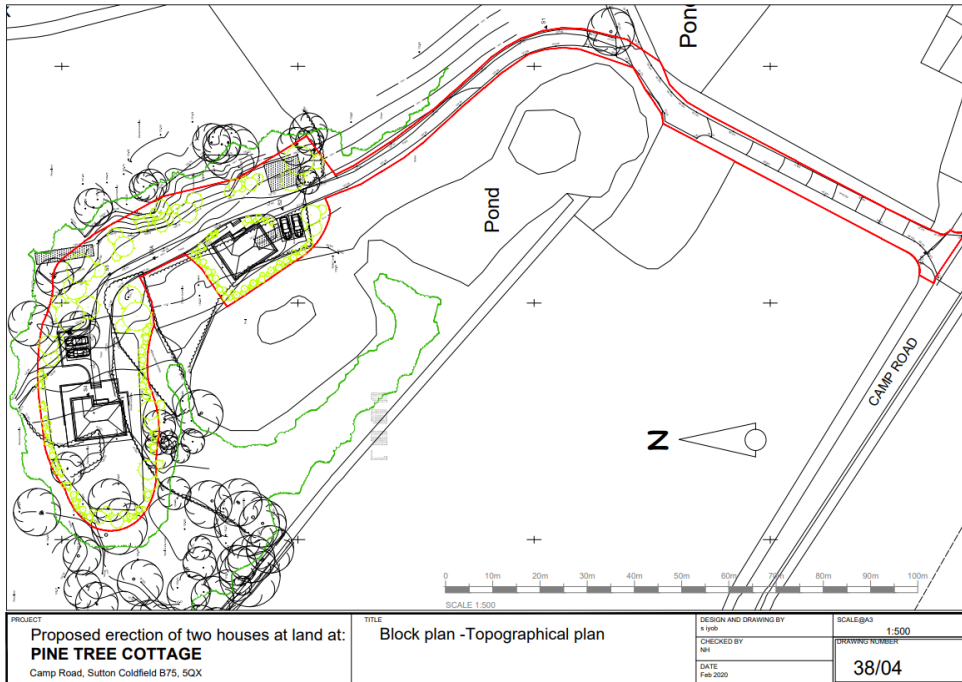 Pond
Pond
CAMP ROAD
N
0 10m 20m 30m 40m 50m 60m 70m 80m 90m 100m
SCALE 1:500
PROJECT
Proposed erection of two houses at land at:
PINE TREE COTTAGE
Camp Road, Sutton Coldfield B75, 5QX
TITLE
Block plan -Topographical plan
DESIGN AND DRAWING BY
s iyob
CHECKED BY
NH
DATE
Feb 2020
SCALE@A3
1:500
DRAWING NUMBER
38/04